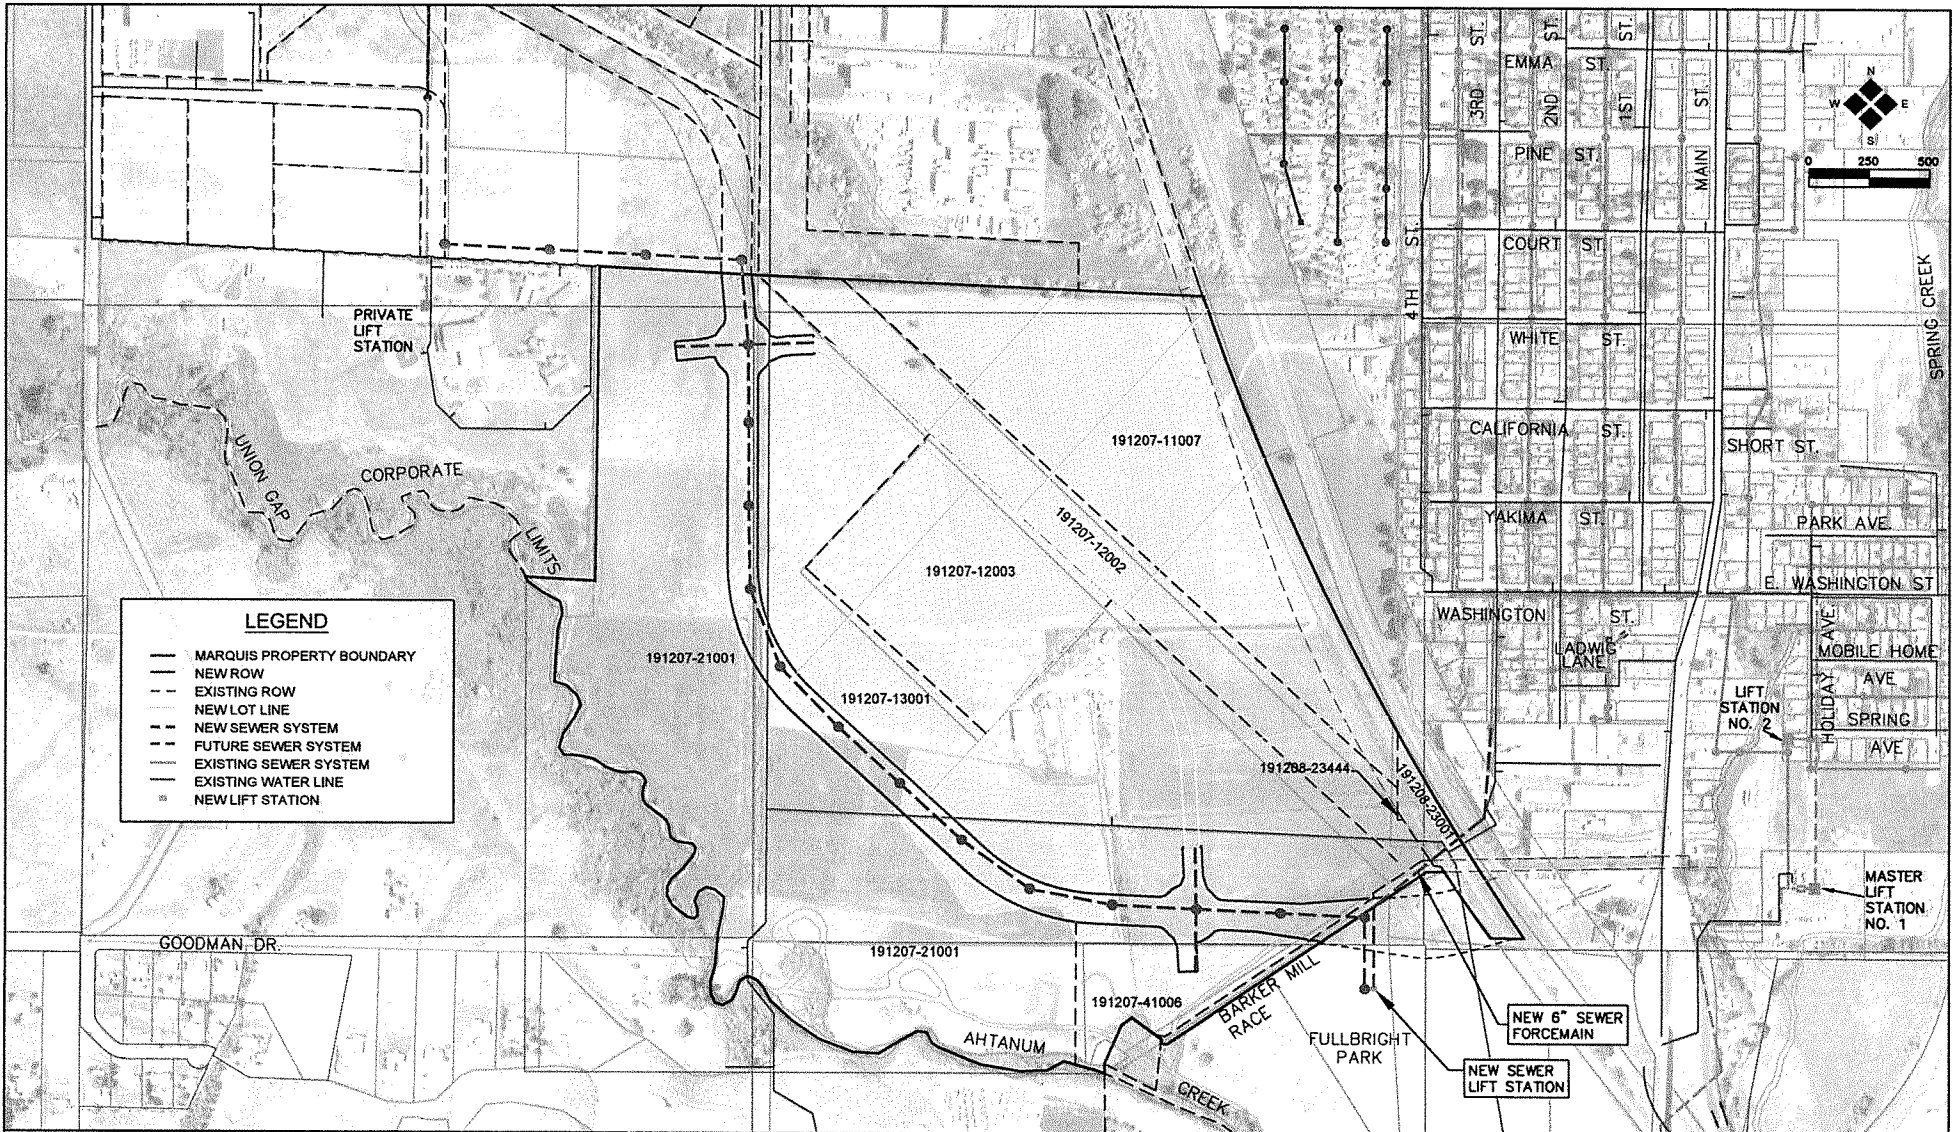 EMMA ST.
3RD ST.
2ND ST.
1ST ST.
MAIN ST.
N
W E
S
0 250 500
PINE ST.
COURT ST.
4TH ST.
WHITE ST.
SPRING CREEK
PRIVATE
LIFT
STATION
CALIFORNIA ST.
SHORT ST.
191207-11007
UNION GAP
CORPORATE
LIMITS
YAKIMA ST.
PARK AVE
191207-12002
191207-12003
E. WASHINGTON ST
WASHINGTON ST.
LADWIG
LANE
HOLIDAY AVE.
MOBILE HOME
AVE
SPRING
AVE
LEGEND
MARQUIS PROPERTY BOUNDARY
NEW ROW
EXISTING ROW
NEW LOT LINE
NEW SEWER SYSTEM
FUTURE SEWER SYSTEM
EXISTING SEWER SYSTEM
EXISTING WATER LINE
NEW LIFT STATION
191207-21001
191207-13001
LIFT
STATION
NO. 2
191208-23444
191208-23001
MASTER
LIFT
STATION
NO. 1
GOODMAN DR.
191207-21001
191207-41006
BARKER MILL
RACE
AHTANUM
CREEK
FULLBRIGHT
PARK
NEW 6" SEWER
FORCEMAIN
NEW SEWER
LIFT STATION